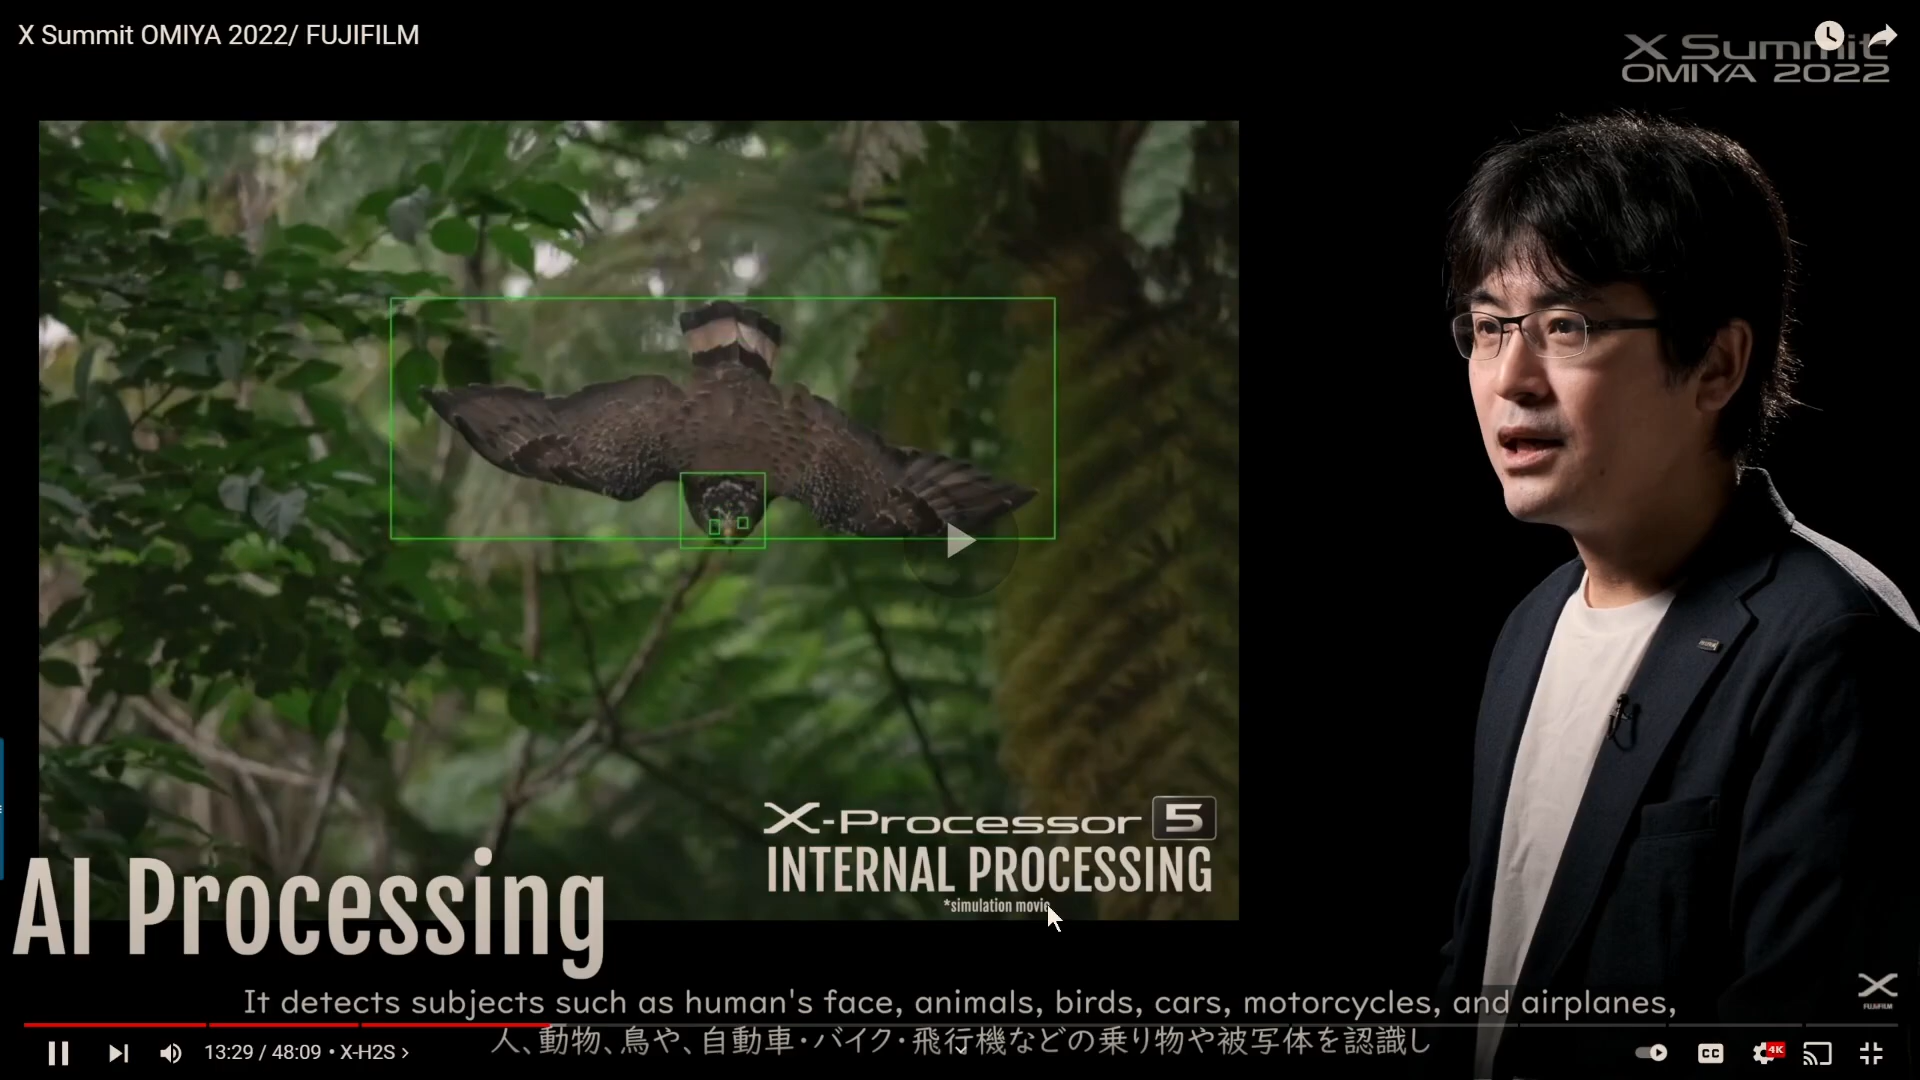 X Summit OMIYA 2022/ FUJIFILM
X Summit
OMIYA 2022
X-Processor 5
INTERNAL PROCESSING
*simulation movie
AI Processing
It detects subjects such as human's face, animals, birds, cars, motorcycles, and airplanes,
人、動物、鳥や、自動車・バイク・飛行機などの乗り物や被写体を認識し
X
FUJIFILM
13:29 / 48:09 • X-H2S
CC
4K